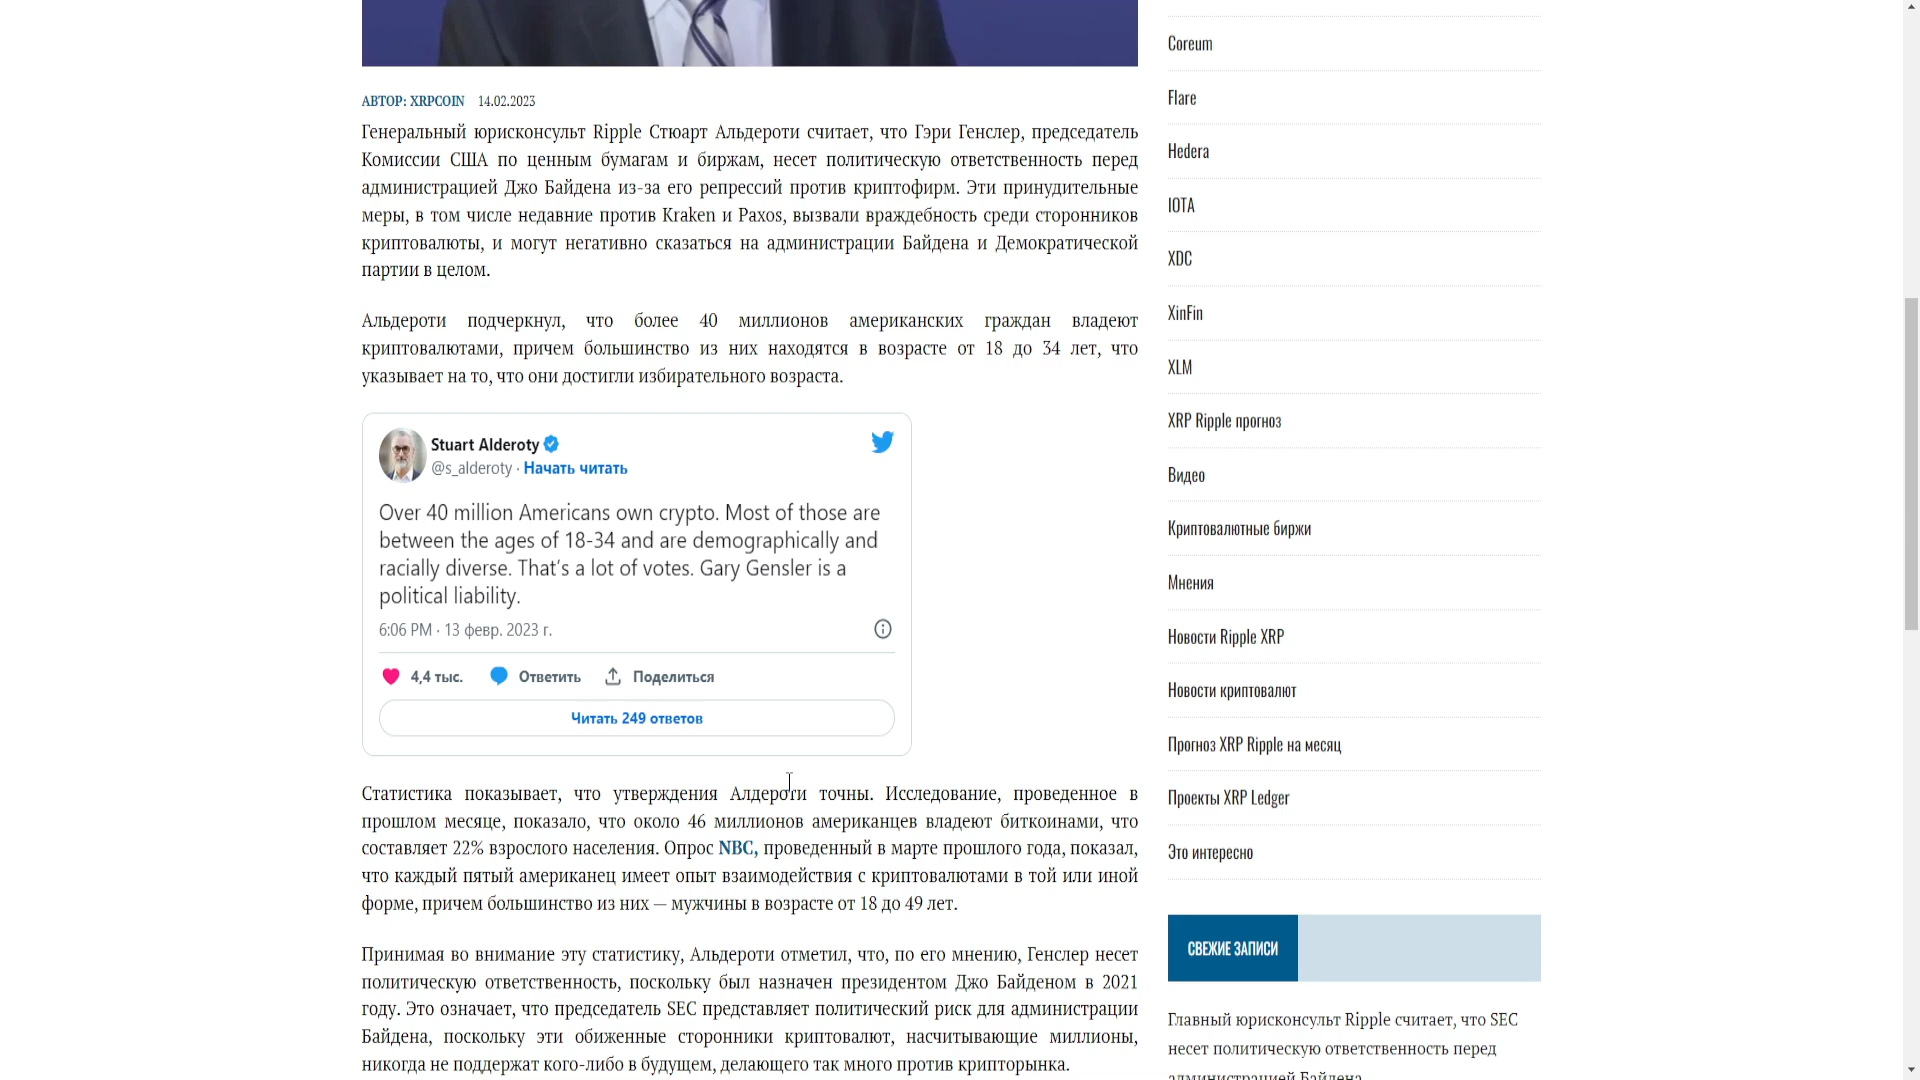 АВТОР: XRPCOIN 14.02.2023
Генеральный юрисконсульт Ripple Стюарт Альдероти считает, что Гэри Генслер, председатель
Комиссии США по ценным бумагам и биржам, несет политическую ответственность перед
администрацией Джо Байдена из-за его репрессий против криптофирм. Эти принудительные
меры, в том числе недавние против Kraken и Paxos, вызвали враждебность среди сторонников
криптовалюты, и могут негативно сказаться на администрации Байдена и Демократической
партии в целом.
Альдероти подчеркнул, что более 40 миллионов американских граждан владеют
криптовалютами, причем большинство из них находятся в возрасте от 18 до 34 лет, что
указывает на то, что они достигли избирательного возраста.
Stuart Alderoty
@s_alderoty · Начать читать
Over 40 million Americans own crypto. Most of those are
between the ages of 18-34 and are demographically and
racially diverse. That’s a lot of votes. Gary Gensler is a
political liability.
6:06 PM · 13 февр. 2023 г.
4,4 тыс. Ответить Поделиться
Читать 249 ответов
Статистика показывает, что утверждения Алдероти точны. Исследование, проведенное в
прошлом месяце, показало, что около 46 миллионов американцев владеют биткоинами, что
составляет 22% взрослого населения. Опрос NBC, проведенный в марте прошлого года, показал,
что каждый пятый американец имеет опыт взаимодействия с криптовалютами в той или иной
форме, причем большинство из них — мужчины в возрасте от 18 до 49 лет.
Принимая во внимание эту статистику, Альдероти отметил, что, по его мнению, Генслер несет
политическую ответственность, поскольку был назначен президентом Джо Байденом в 2021
году. Это означает, что председатель SEC представляет политический риск для администрации
Байдена, поскольку эти обиженные сторонники криптовалют, насчитывающие миллионы,
никогда не поддержат кого-либо в будущем, делающего так много против крипторынка.
Coreum
Flare
Hedera
IOTA
XDC
XinFin
XLM
XRP Ripple прогноз
Видео
Криптовалютные биржи
Мнения
Новости Ripple XRP
Новости криптовалют
Прогноз XRP Ripple на месяц
Проекты XRP Ledger
Это интересно
СВЕЖИЕ ЗАПИСИ
Главный юрисконсульт Ripple считает, что SEC
несет политическую ответственность перед
администрацией Байдена